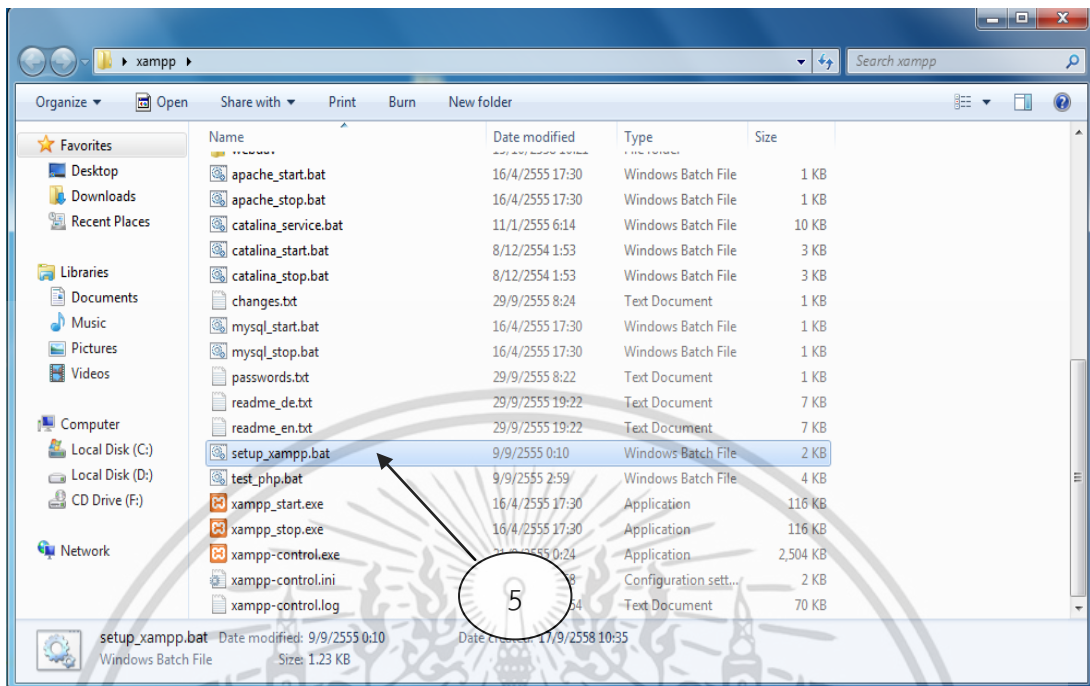 xampp
Search xampp
Organize Open Share with Print Burn New folder
Name Date modified Type Size
apache_start.bat 16/4/2555 17:30 Windows Batch File 1 KB
apache_stop.bat 16/4/2555 17:30 Windows Batch File 1 KB
catalina_service.bat 11/1/2555 6:14 Windows Batch File 10 KB
catalina_start.bat 8/12/2554 1:53 Windows Batch File 3 KB
catalina_stop.bat 8/12/2554 1:53 Windows Batch File 3 KB
changes.txt 29/9/2555 8:24 Text Document 1 KB
mysql_start.bat 16/4/2555 17:30 Windows Batch File 1 KB
mysql_stop.bat 16/4/2555 17:30 Windows Batch File 1 KB
passwords.txt 29/9/2555 8:22 Text Document 1 KB
readme_de.txt 29/9/2555 19:22 Text Document 7 KB
readme_en.txt 29/9/2555 19:22 Text Document 7 KB
setup_xampp.bat 9/9/2555 0:10 Windows Batch File 2 KB
test_php.bat 9/9/2555 2:59 Windows Batch File 4 KB
xampp_start.exe 16/4/2555 17:30 Application 116 KB
xampp_stop.exe 16/4/2555 17:30 Application 116 KB
xampp-control.exe 0:24 Application 2,504 KB
xampp-control.ini Configuration sett... 2 KB
xampp-control.log Text Document 70 KB
Favorites
Desktop
Downloads
Recent Places
Libraries
Documents
Music
Pictures
Videos
Computer
Local Disk (C:)
Local Disk (D:)
CD Drive (F:)
Network
5
setup_xampp.bat Date modified: 9/9/2555 0:10 Date created: 17/9/2558 10:35
Windows Batch File Size: 1.23 KB